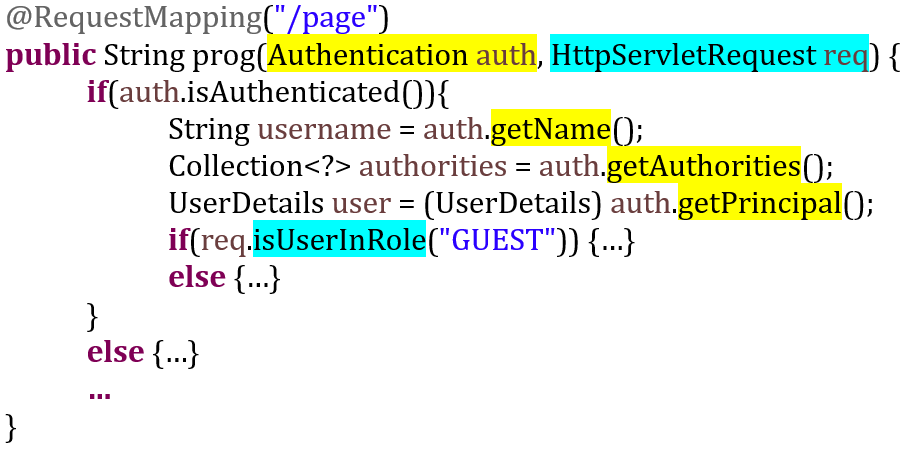 @RequestMapping("/page")
public String prog(Authentication auth, HttpServletRequest req) {
if(auth.isAuthenticated()){
String username = auth.getName();
Collection<?> authorities = auth.getAuthorities();
UserDetails user = (UserDetails) auth.getPrincipal();
if(req.isUserInRole("GUEST")) {…}
else {…}
}
else {…}
…
}